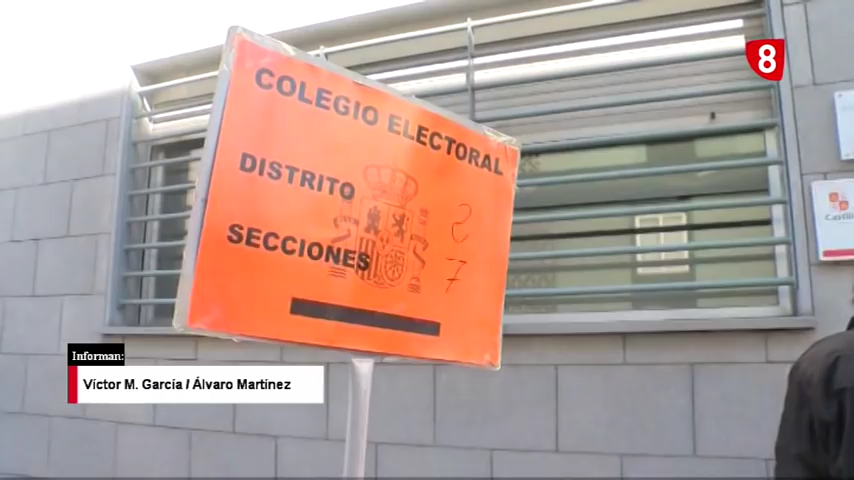 8
COLEGIO ELECTORAL
DISTRITO 2
SECCIONES 7
Informan:
Víctor M. García / Álvaro Martínez